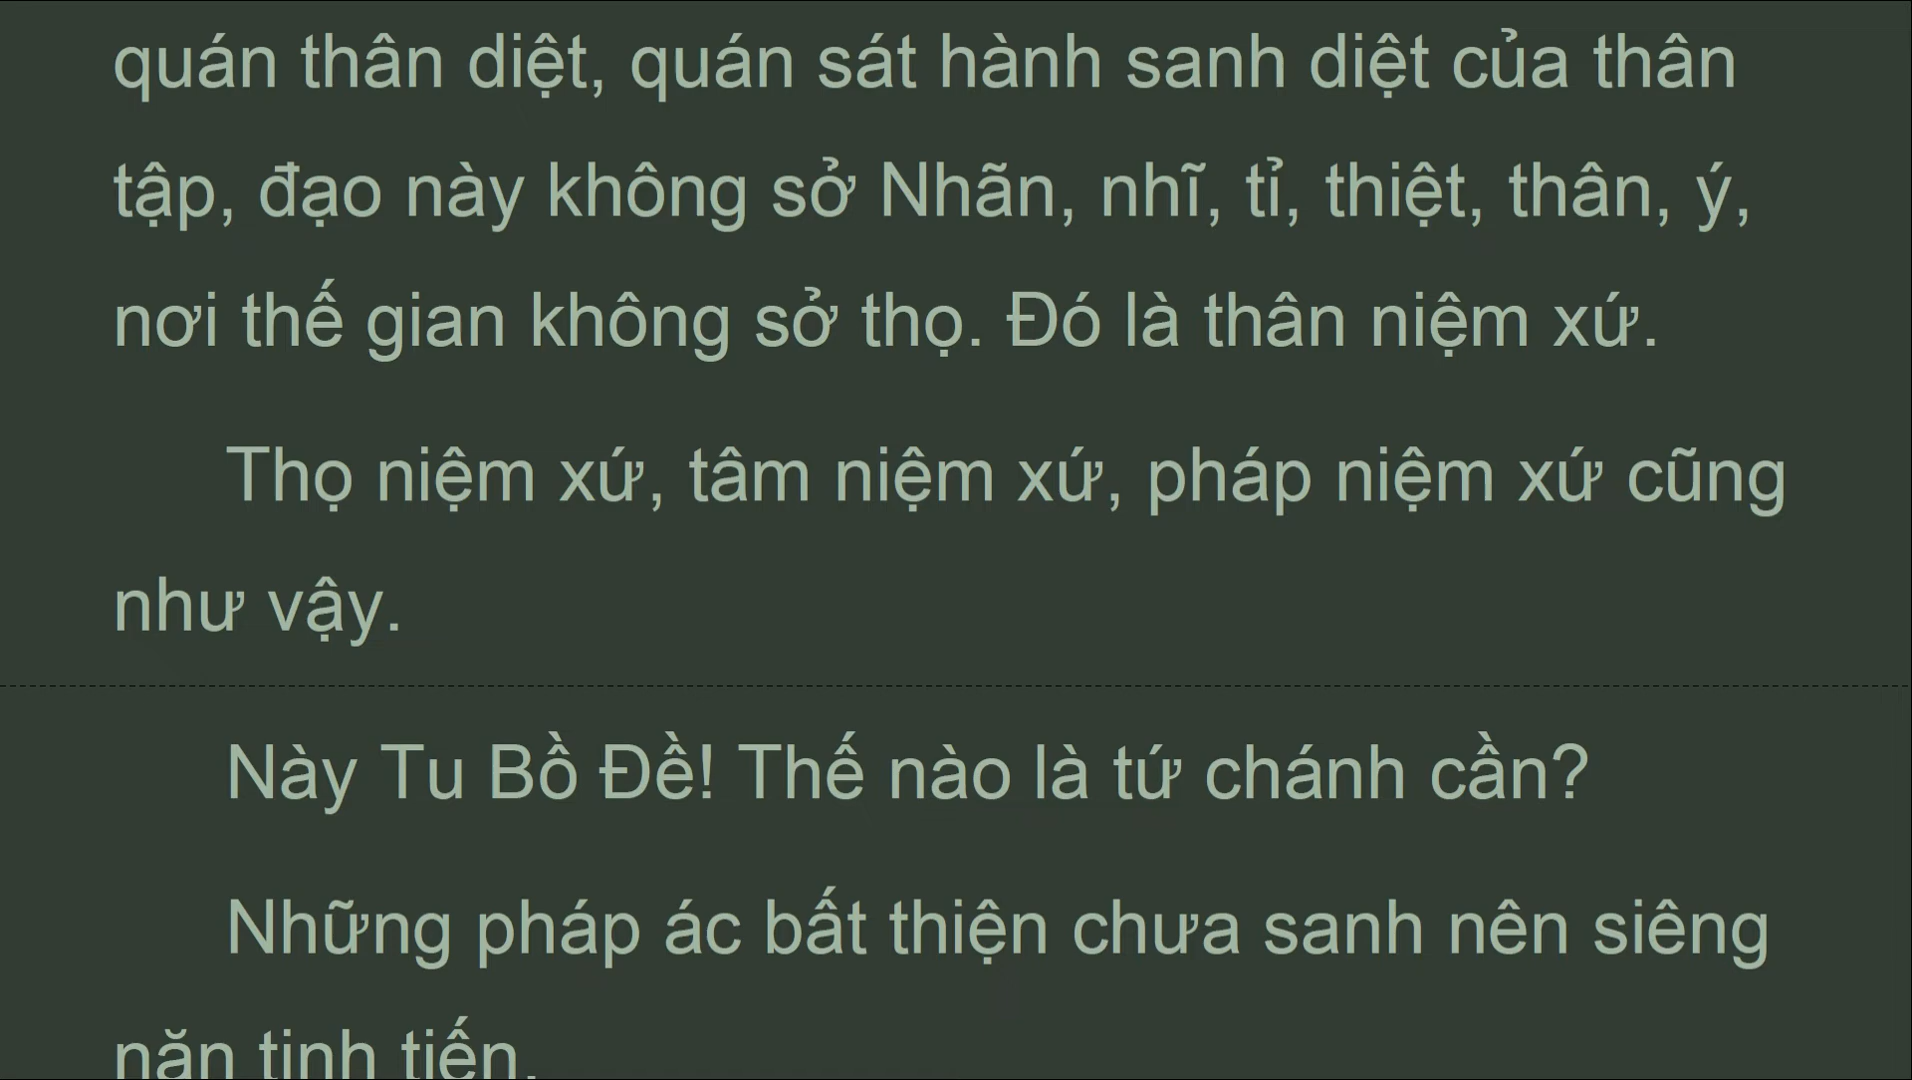 quán thân diệt, quán sát hành sanh diệt của thân
tập, đạo này không sở Nhãn, nhĩ, tỉ, thiệt, thân, ý,
nơi thế gian không sở thọ. Đó là thân niệm xứ.
Thọ niệm xứ, tâm niệm xứ, pháp niệm xứ cũng
như vậy.
Này Tu Bồ Đề! Thế nào là tứ chánh cần?
Những pháp ác bất thiện chưa sanh nên siêng
năn tinh tiến.